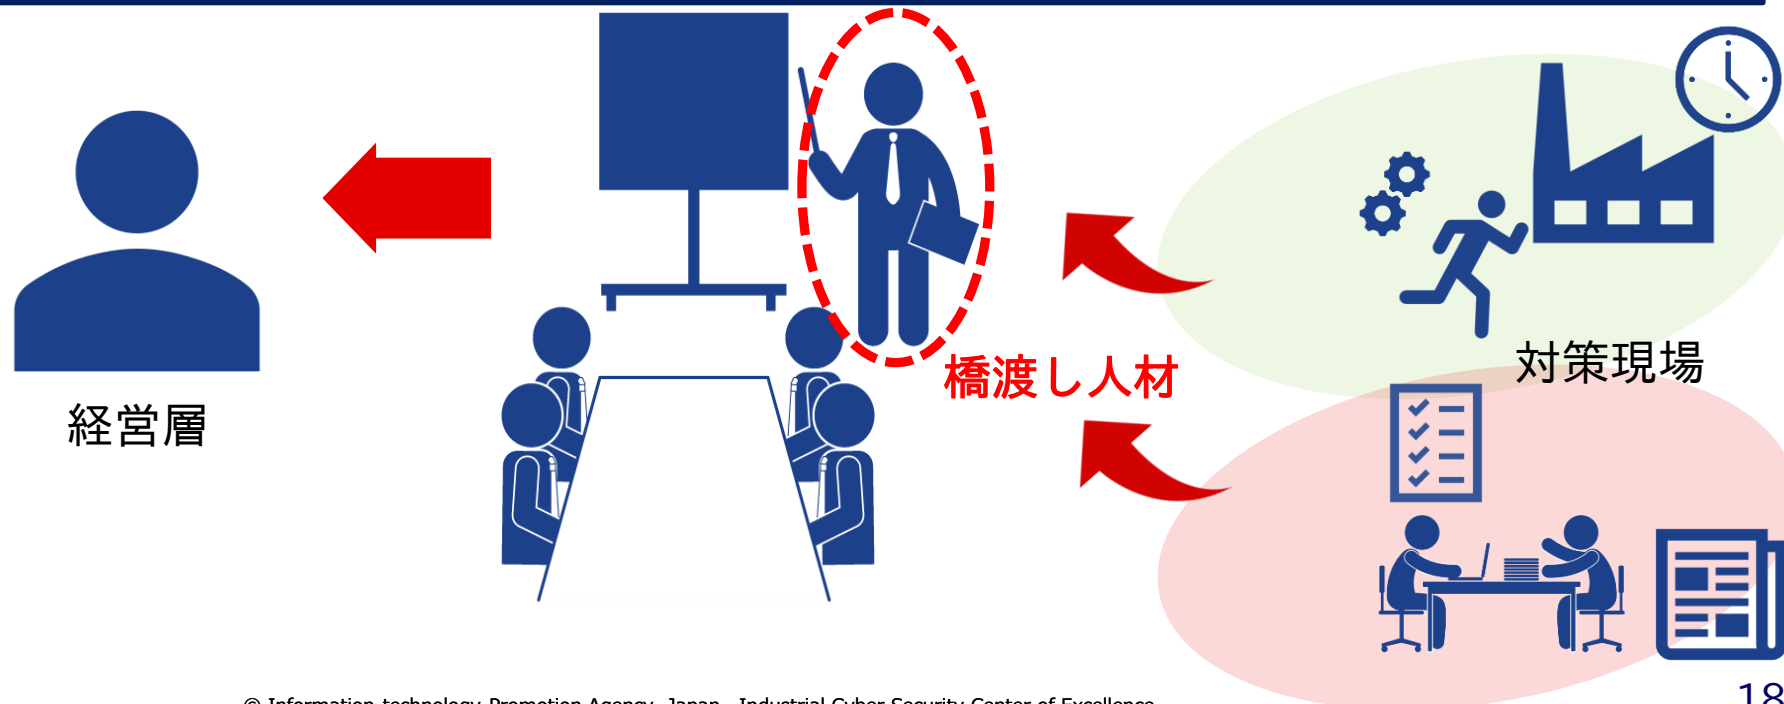 経営層
橋渡し人材
対策現場
© Information-technology Promotion Agency, Japan Industrial Cyber Security Center of Excellence
18